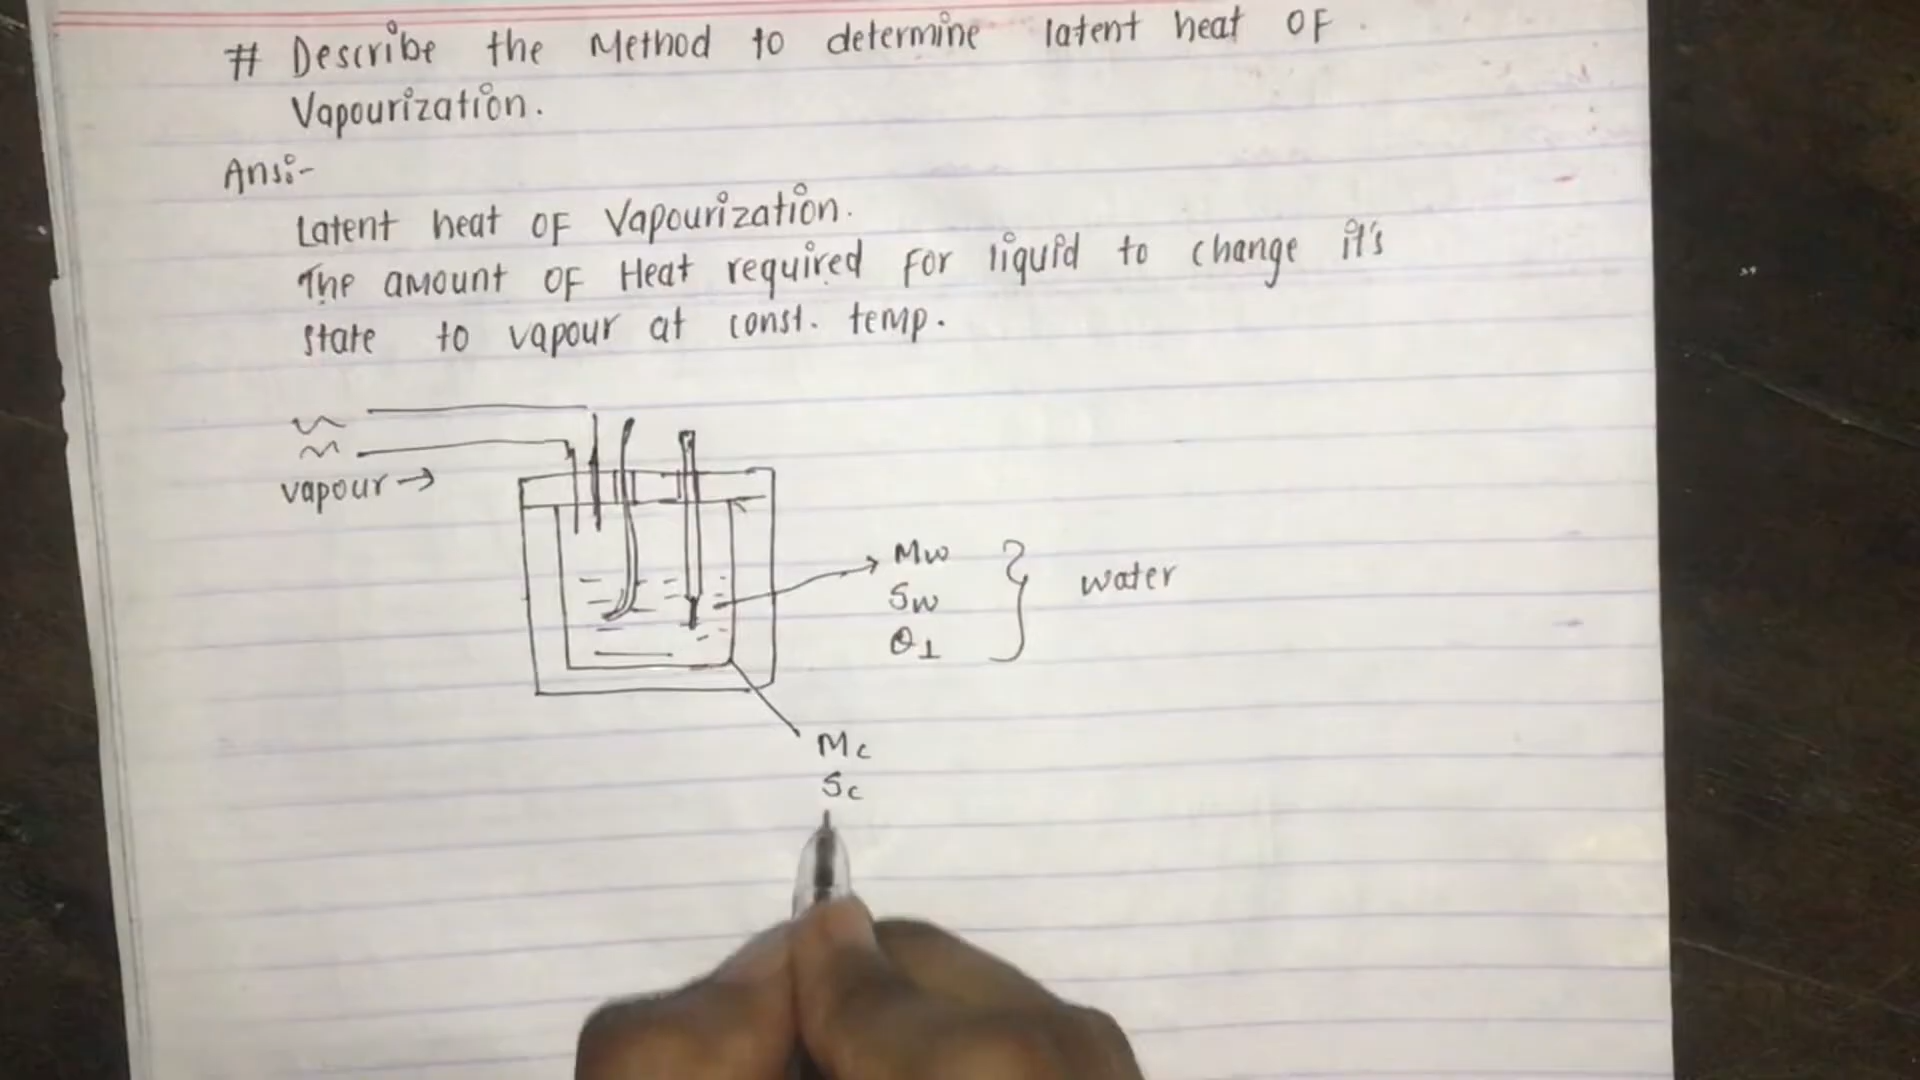 # Describe the Method to determine latent heat OF
Vapourization.
Ans:-
Latent heat OF Vapourization.
The amount OF Heat required For liquid to change it's
state to vapour at const. temp.
vapour →
Mw
Sw
θ1
water
Mc
Sc